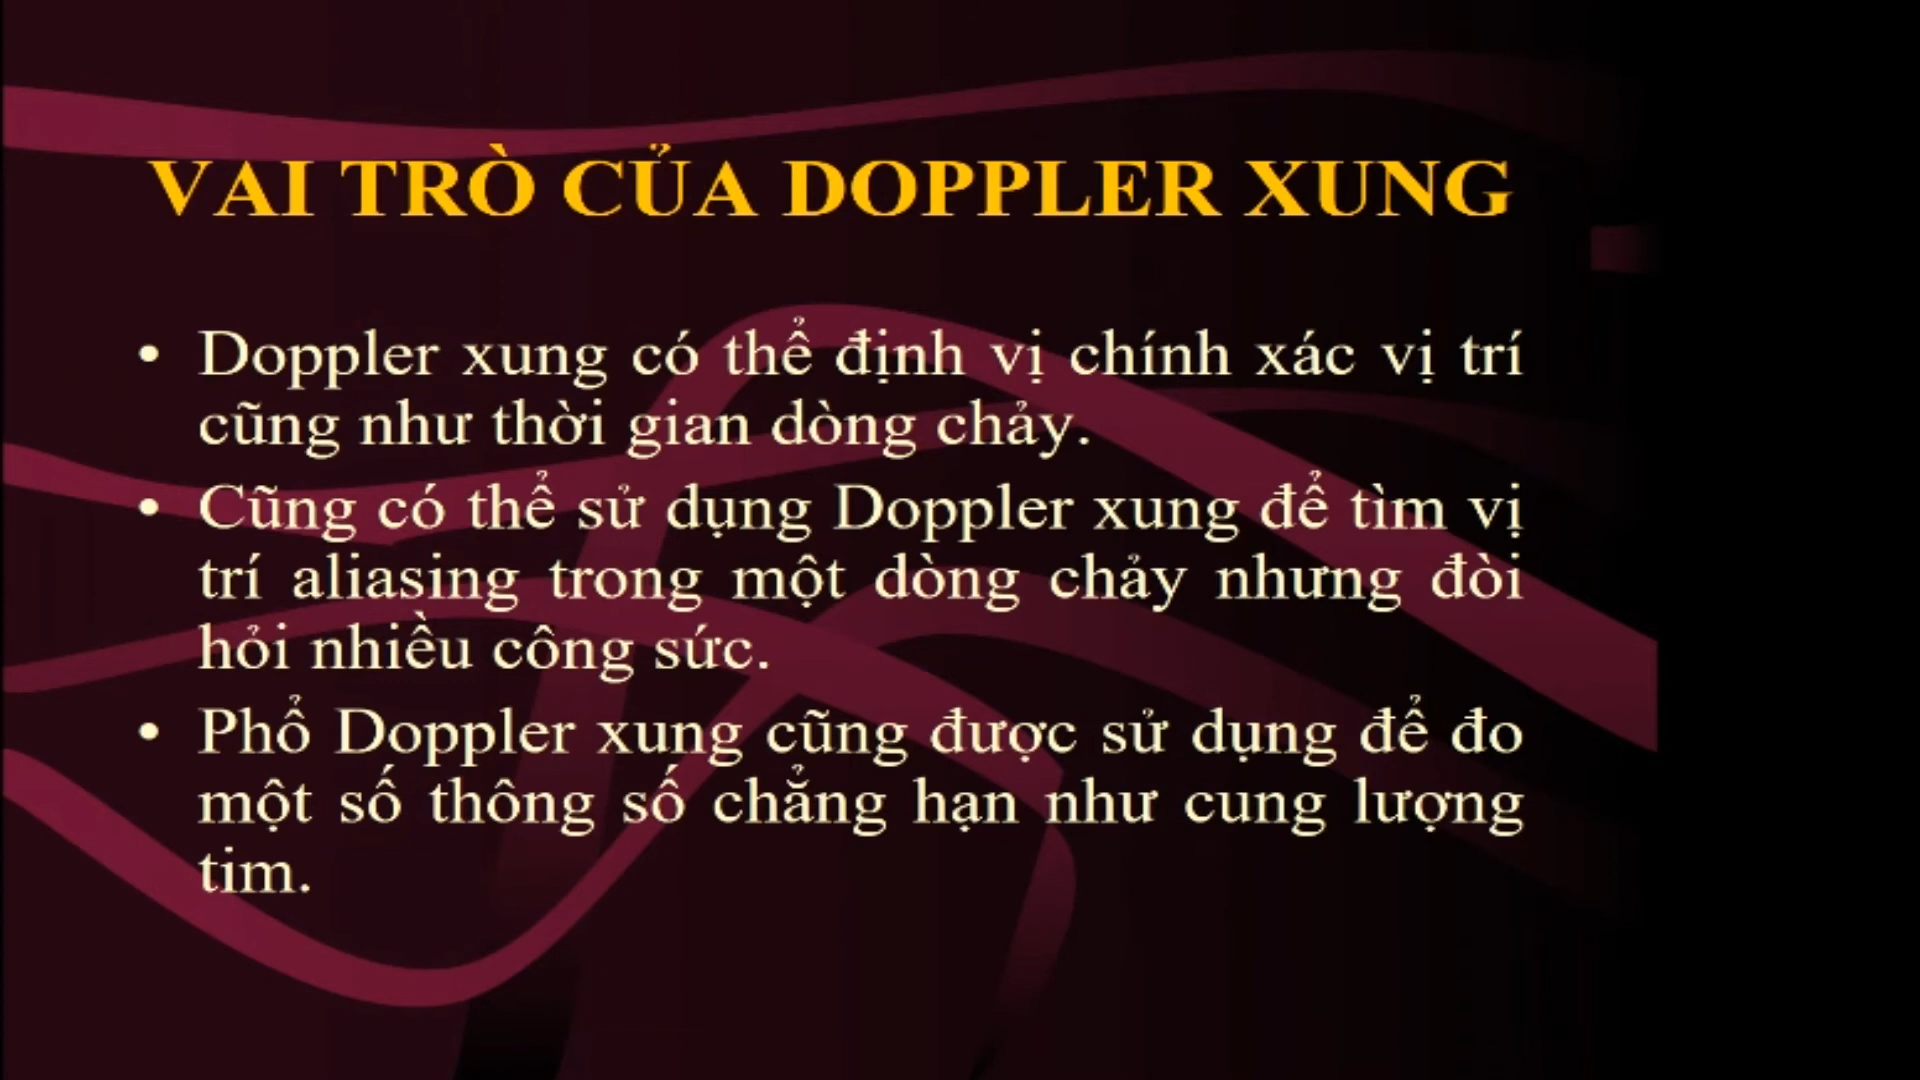 VAI TRÒ CỦA DOPPLER XUNG
• Doppler xung có thể định vị chính xác vị trí
cũng như thời gian dòng chảy.
• Cũng có thể sử dụng Doppler xung để tìm vị
trí aliasing trong một dòng chảy nhưng đòi
hỏi nhiều công sức.
• Phổ Doppler xung cũng được sử dụng để đo
một số thông số chẳng hạn như cung lượng
tim.